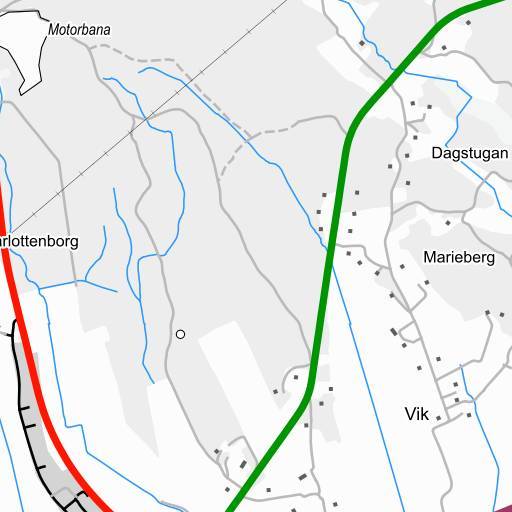 Motorbana
Dagstugan
arlottenborg
Marieberg
Vik